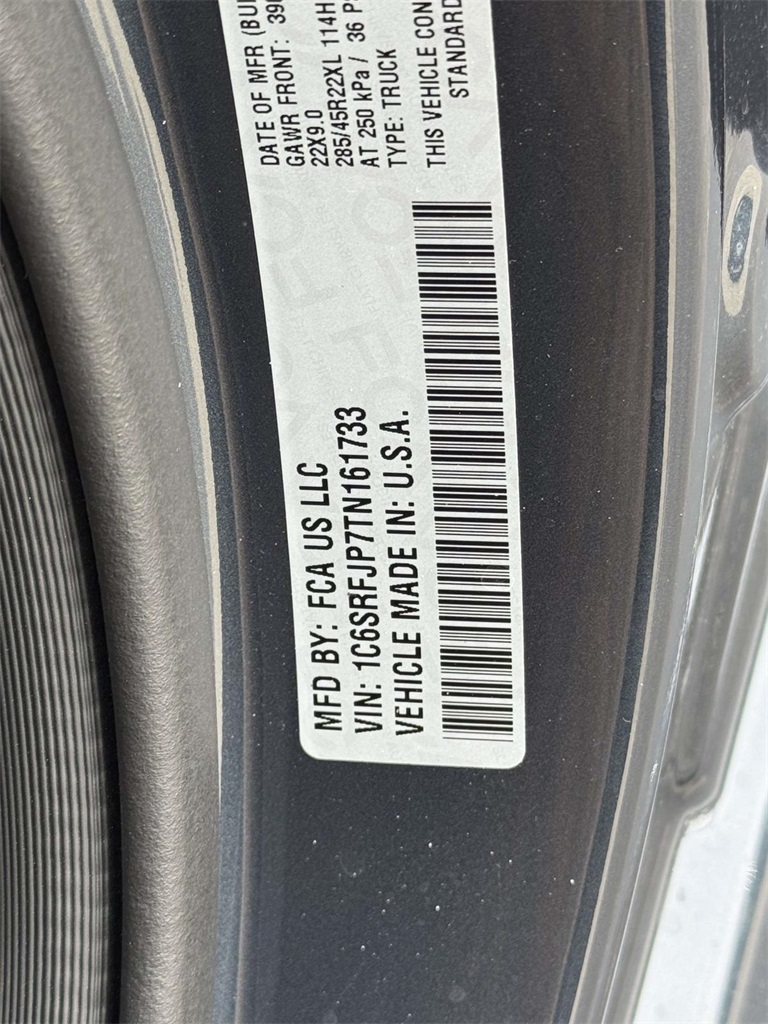 MFD BY: FCA US LLC
VIN: 1C6SRFJP7TN161733
VEHICLE MADE IN: U.S.A.
DATE OF MFR
GAWR FRONT:
22X9.0
285/45R22XL 114H
AT 250 kPa / 36
TYPE: TRUCK
THIS VEHICLE
STANDARD